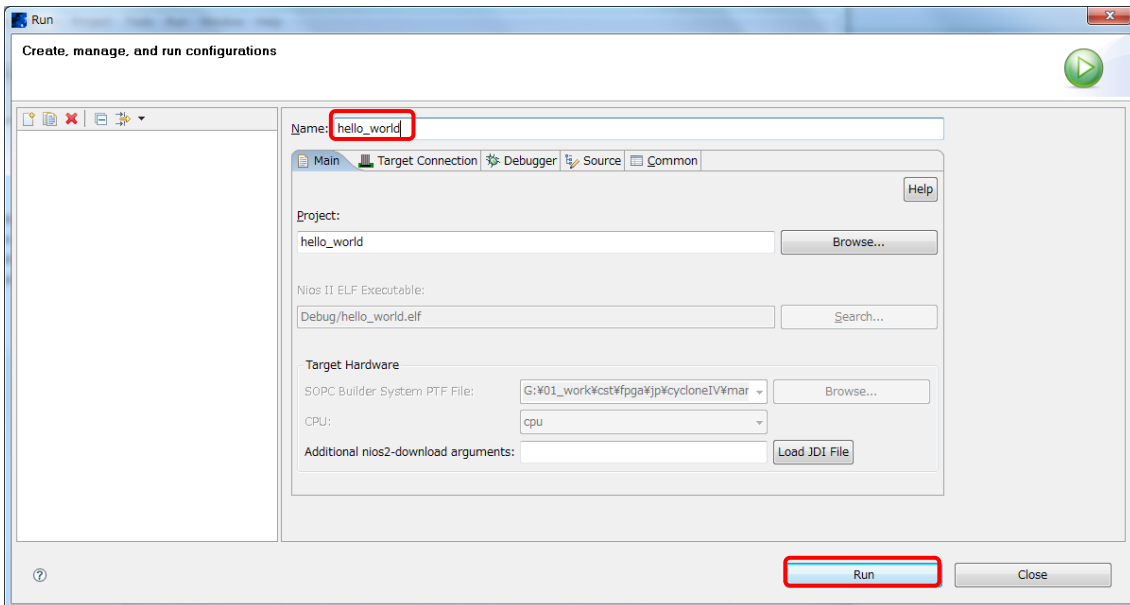 Run
Create, manage, and run configurations
Name: hello_world
Main Target Connection Debugger Source Common
Help
Project:
hello_world Browse...
Nios II ELF Executable:
Debug/hello_world.elf Search...
Target Hardware
SOPC Builder System PTF File: G:¥01_work¥cst¥fpga¥jp¥cycloneIV¥mar Browse...
CPU: cpu
Additional nios2-download arguments: Load JDI File
Run Close